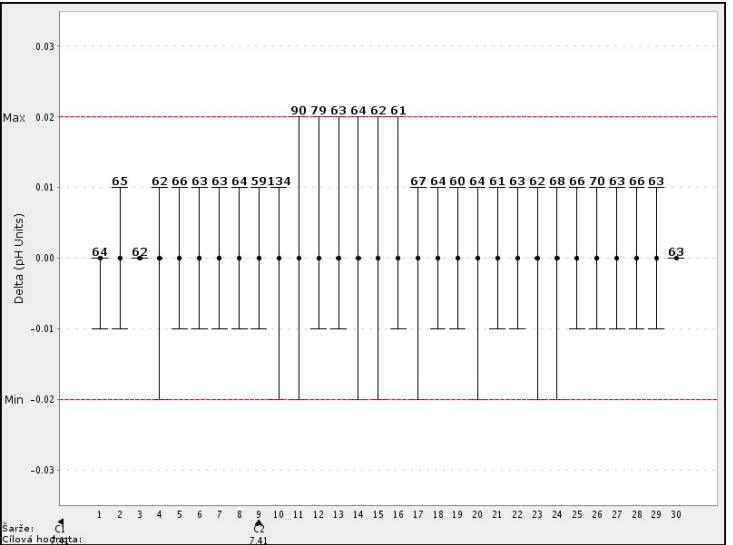 0.03
Max 0.02
90 79 63 64 62 61
0.01
65 62 66 63 63 64 59 134 67 64 60 64 61 63 62 68 66 70 63 66 63
0.00
64 62 63
Delta (pH Units)
-0.01
Min -0.02
-0.03
1 2 3 4 5 6 7 8 9 10 11 12 13 14 15 16 17 18 19 20 21 22 23 24 25 26 27 28 29 30
Šarže: C1 C2
Cílová hodnota: 7.41 7.41